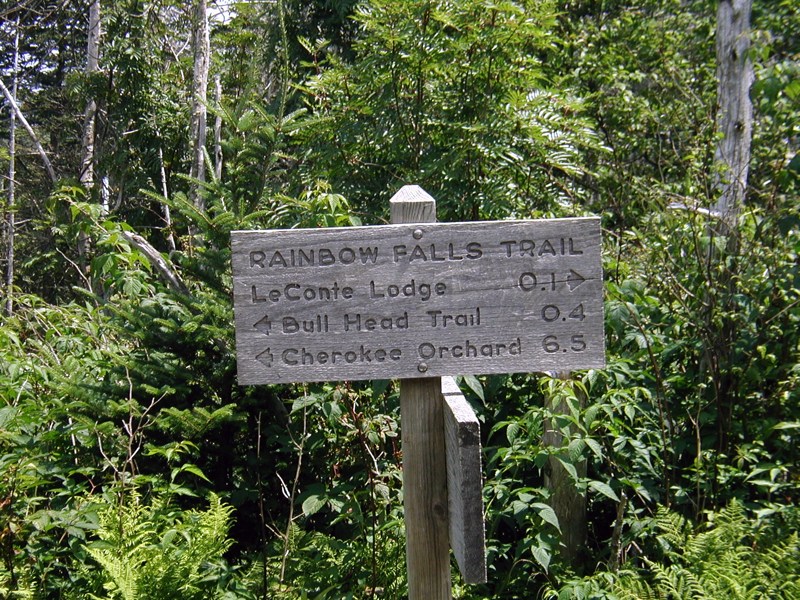 RAINBOW FALLS TRAIL
LeConte Lodge 0.1 →
← Bull Head Trail 0.4
← Cherokee Orchard 6.5